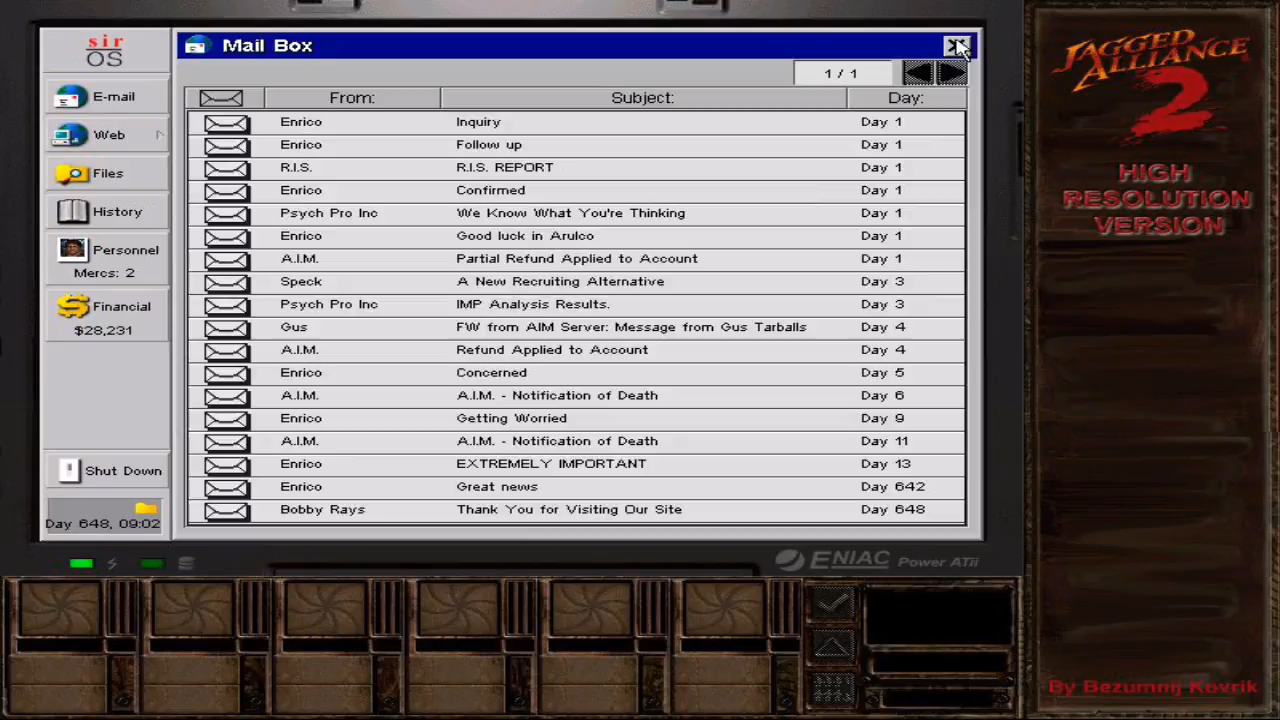 sir
OS
Mail Box
1 / 1
From: Subject: Day:
E-mail
Web
Files
History
Personnel
Mercs: 2
Financial
$28,231
Shut Down
Day 648, 09:02
Enrico Inquiry Day 1
Enrico Follow up Day 1
R.I.S. R.I.S. REPORT Day 1
Enrico Confirmed Day 1
Psych Pro Inc We Know What You're Thinking Day 1
Enrico Good luck in Arulco Day 1
A.I.M. Partial Refund Applied to Account Day 1
Speck A New Recruiting Alternative Day 3
Psych Pro Inc IMP Analysis Results. Day 3
Gus FW from AIM Server: Message from Gus Tarballs Day 4
A.I.M. Refund Applied to Account Day 4
Enrico Concerned Day 5
A.I.M. A.I.M. - Notification of Death Day 6
Enrico Getting Worried Day 9
A.I.M. A.I.M. - Notification of Death Day 11
Enrico EXTREMELY IMPORTANT Day 13
Enrico Great news Day 642
Bobby Rays Thank You for Visiting Our Site Day 648
ENIAC Power ATii
JAGGED
ALLIANCE
2
HIGH
RESOLUTION
VERSION
By Bezumnij Kovrik